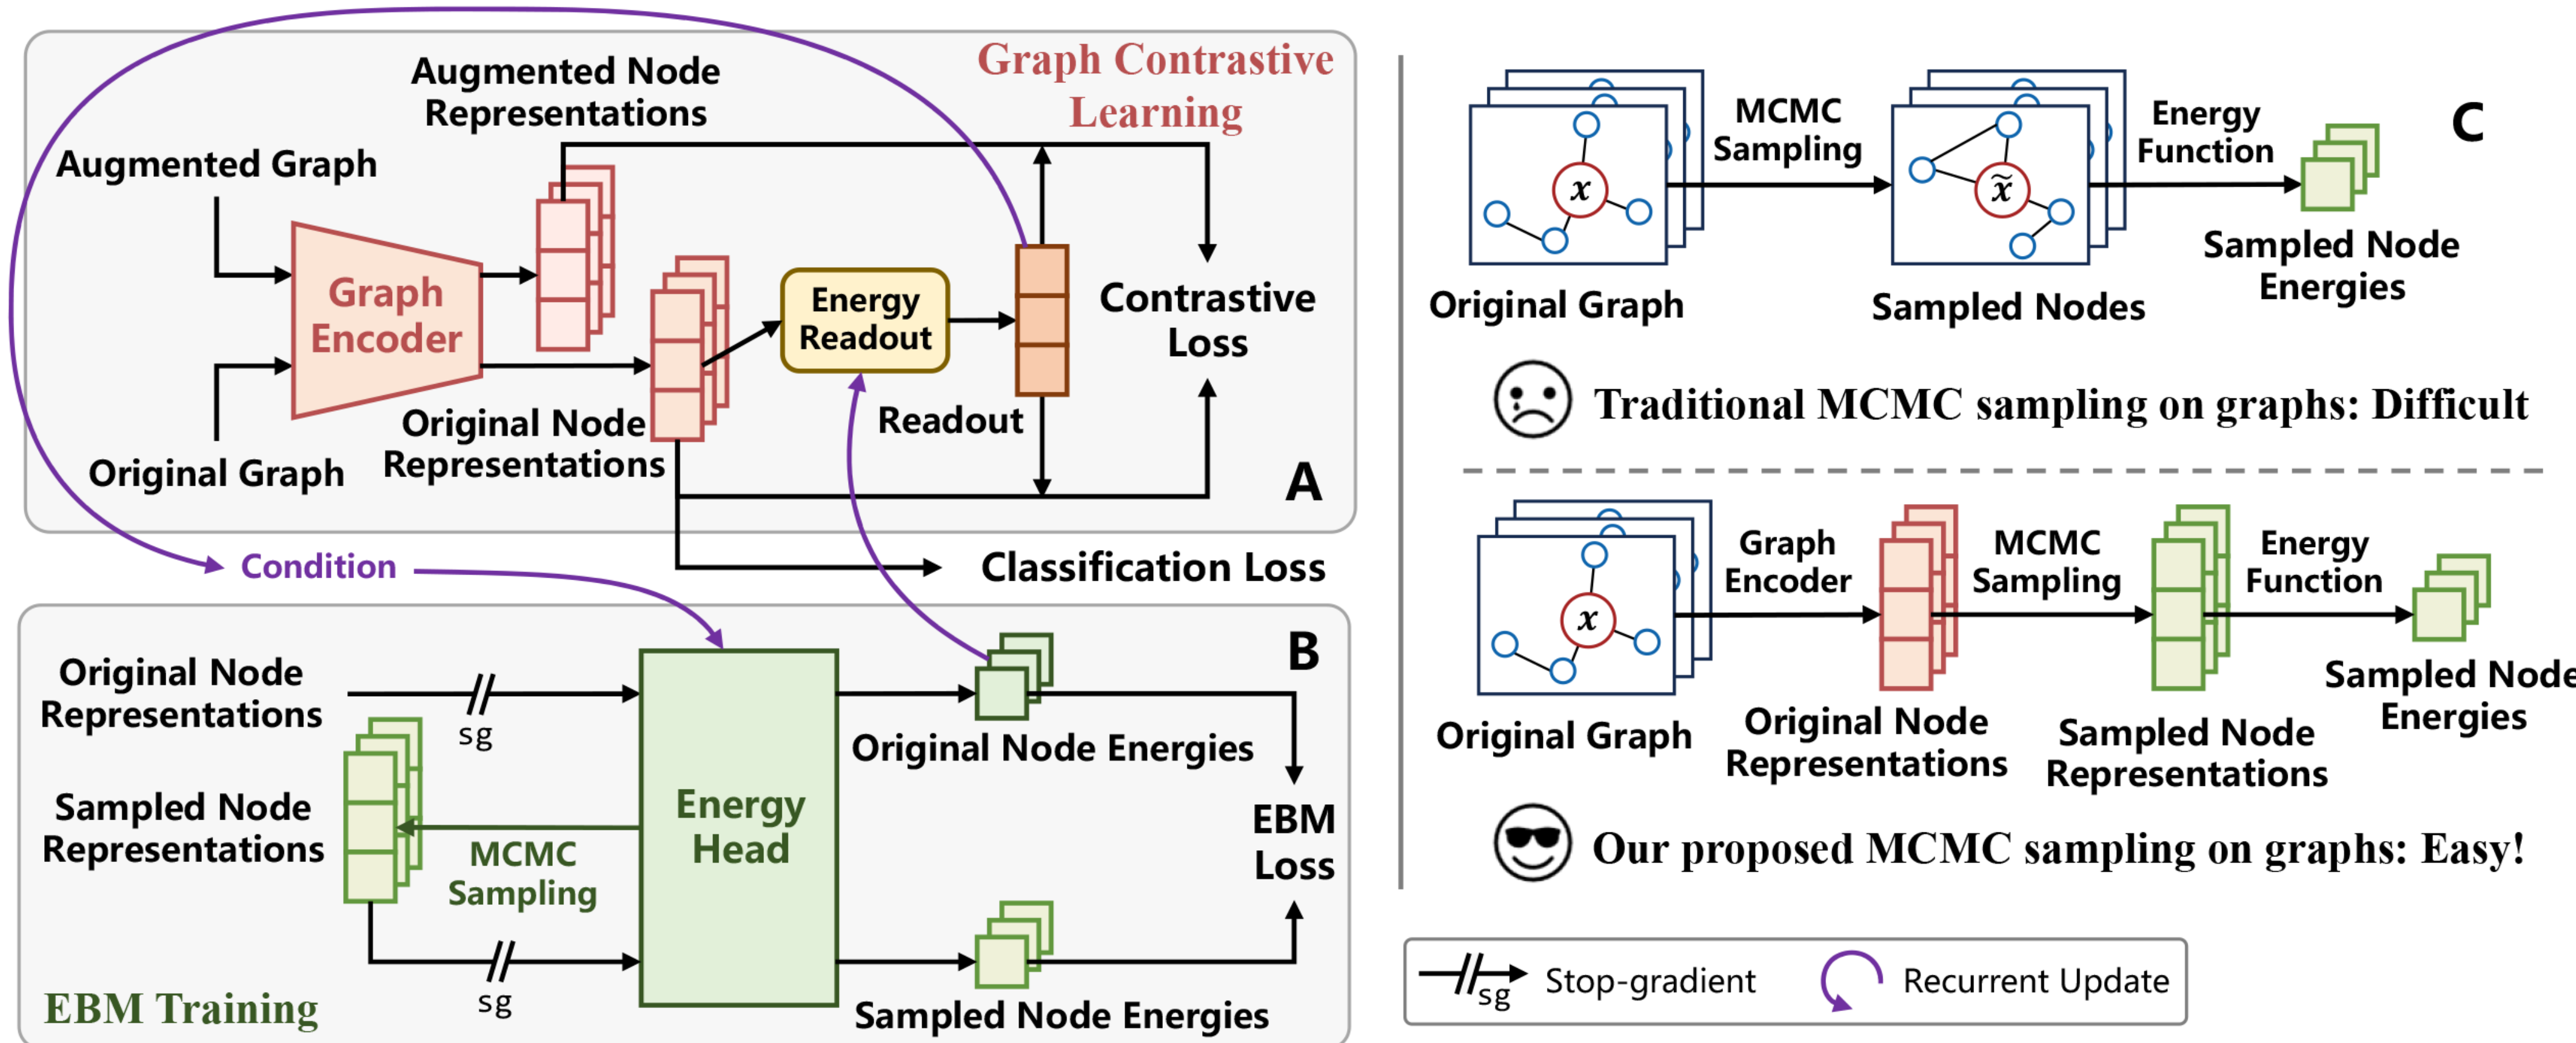 Graph Contrastive
Learning
Augmented Node
Representations
Augmented Graph
Graph
Encoder
Original Graph
Original Node
Representations
Energy
Readout
Readout
Contrastive
Loss
A
Condition
Classification Loss
B
Original Node
Representations
sg
Sampled Node
Representations
MCMC
Sampling
sg
Energy
Head
Original Node Energies
EBM
Loss
Sampled Node Energies
EBM Training
C
x
Original Graph
MCMC
Sampling
x̃
Sampled Nodes
Energy
Function
Sampled Node
Energies
Traditional MCMC sampling on graphs: Difficult
x
Original Graph
Graph
Encoder
Original Node
Representations
MCMC
Sampling
Sampled Node
Representations
Energy
Function
Sampled Node
Energies
Our proposed MCMC sampling on graphs: Easy!
sg
Stop-gradient
Recurrent Update